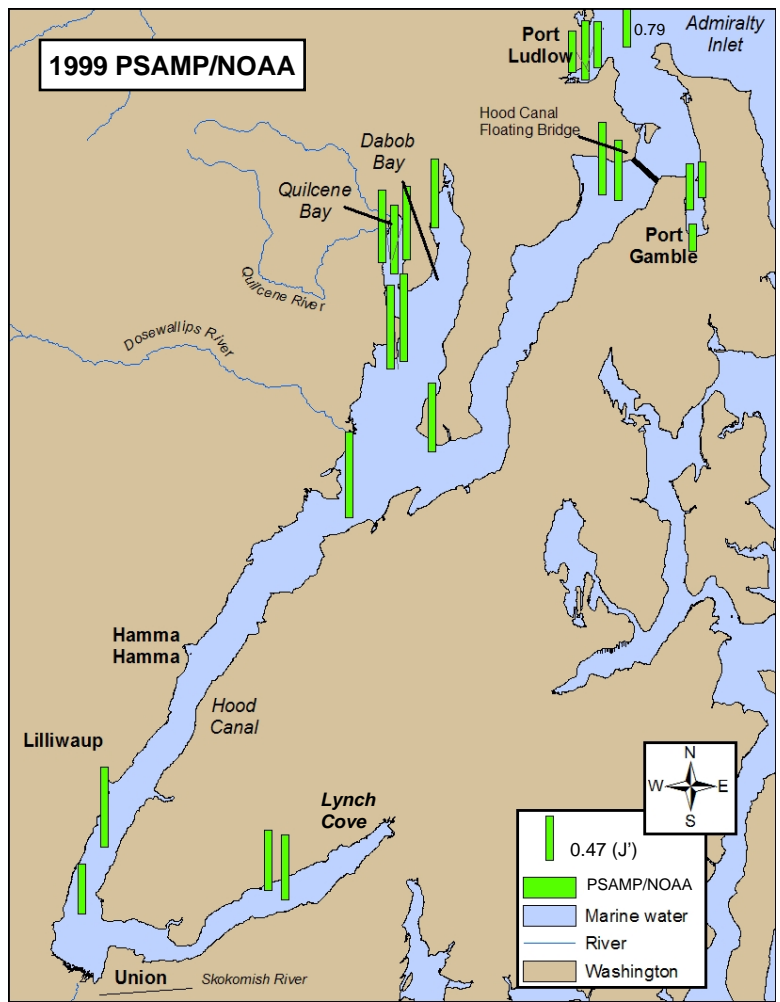 1999 PSAMP/NOAA
Port
Ludlow
0.79
Admiralty
Inlet
Hood Canal
Floating Bridge
Dabob
Bay
Quilcene
Bay
Port
Gamble
Quilcene River
Dosewallips River
Hamma
Hamma
Hood
Canal
Lilliwaup
Lynch
Cove
Union
Skokomish River
N
W
E
S
0.47 (J')
PSAMP/NOAA
Marine water
River
Washington